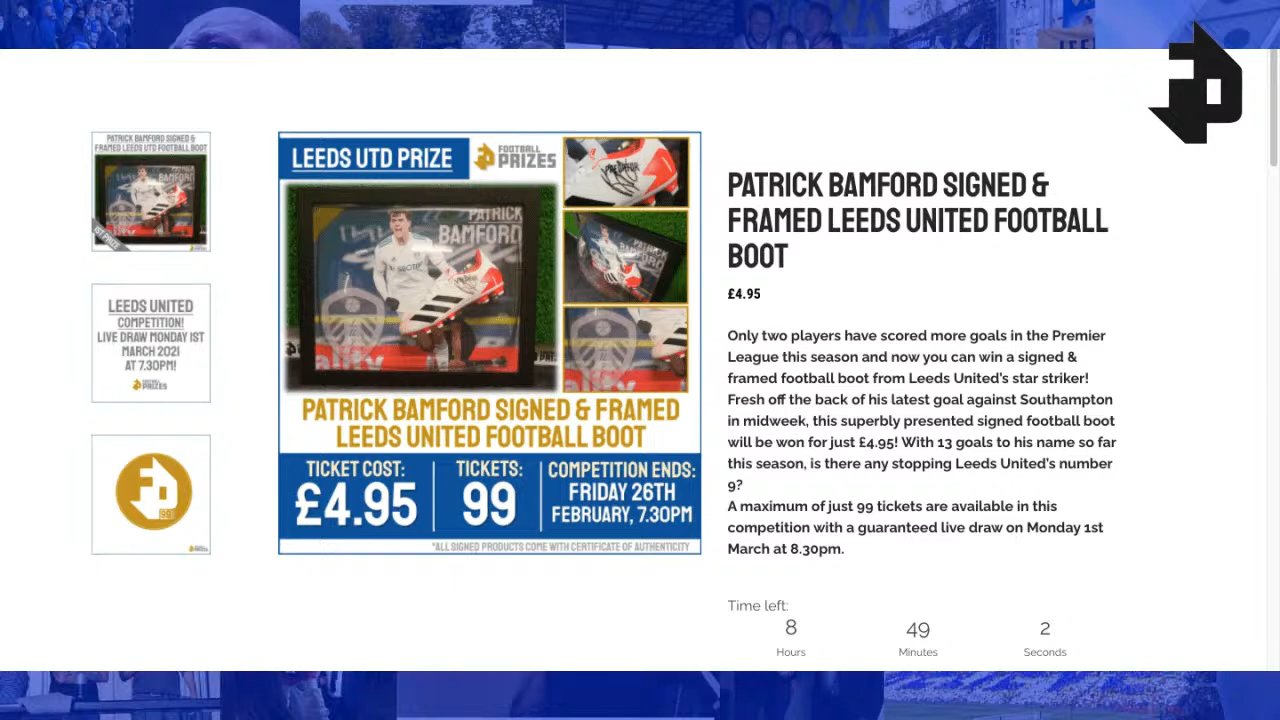 PATRICK BAMFORD SIGNED &
FRAMED LEEDS UTD FOOTBALL BOOT
1ST PRIZE
LEEDS UNITED
COMPETITION!
LIVE DRAW MONDAY 1ST
MARCH 2021
AT 7.30PM!
FOOTBALL
PRIZES
99
LEEDS UTD PRIZE
FOOTBALL
PRIZES
PATRICK
BAMFORD
PREDATOR
PATRICK
BAMFORD
PATRICK BAMFORD SIGNED & FRAMED
LEEDS UNITED FOOTBALL BOOT
TICKET COST:
£4.95
TICKETS:
99
COMPETITION ENDS:
FRIDAY 26TH
FEBRUARY, 7.30PM
*ALL SIGNED PRODUCTS COME WITH CERTIFICATE OF AUTHENTICITY
PATRICK BAMFORD SIGNED &
FRAMED LEEDS UNITED FOOTBALL
BOOT
£4.95
Only two players have scored more goals in the Premier
League this season and now you can win a signed &
framed football boot from Leeds United's star striker!
Fresh off the back of his latest goal against Southampton
in midweek, this superbly presented signed football boot
will be won for just £4.95! With 13 goals to his name so far
this season, is there any stopping Leeds United's number
9?
A maximum of just 99 tickets are available in this
competition with a guaranteed live draw on Monday 1st
March at 8.30pm.
Time left:
8
49
2
Hours
Minutes
Seconds